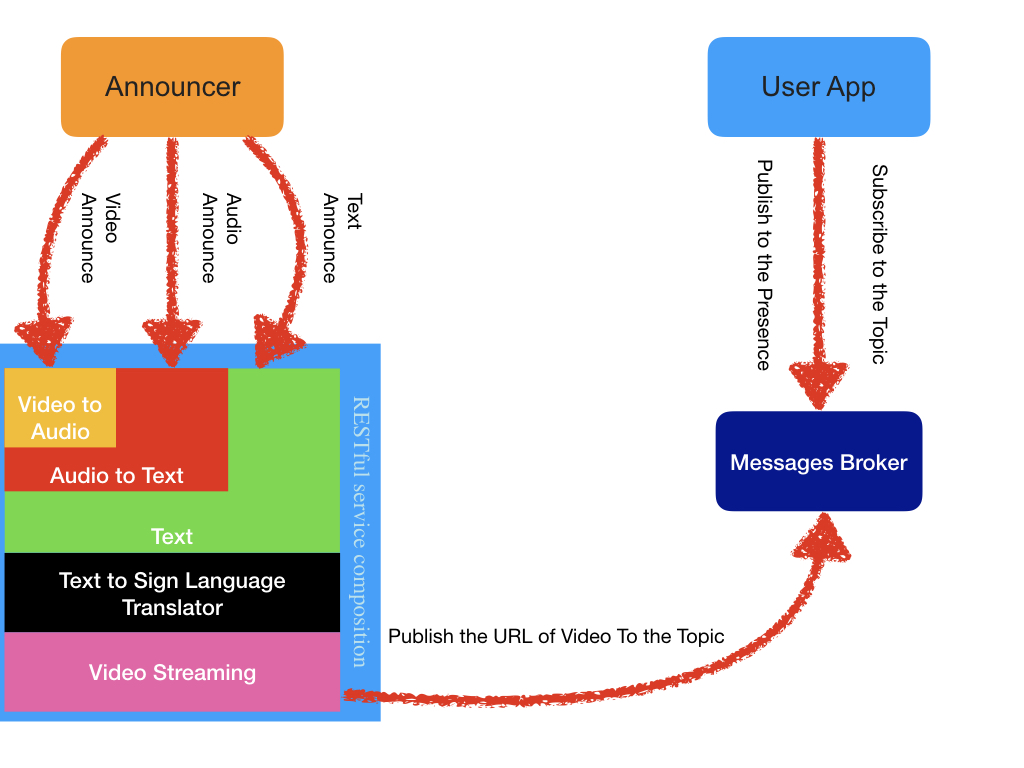 Announcer
User App
Video
Announce
Audio
Announce
Text
Announce
Publish to the Presence
Subscribe to the Topic
Video to
Audio
Audio to Text
Text
Text to Sign Language
Translator
Video Streaming
RESTful service composition
Messages Broker
Publish the URL of Video To the Topic